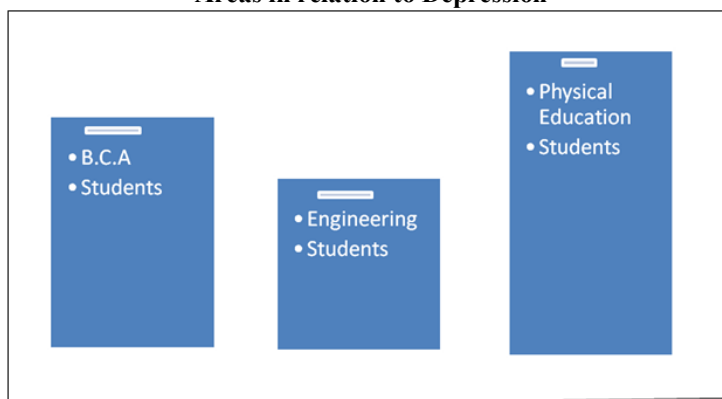 Areas in relation to Depression
• B.C.A
• Students
• Engineering
• Students
• Physical
Education
• Students